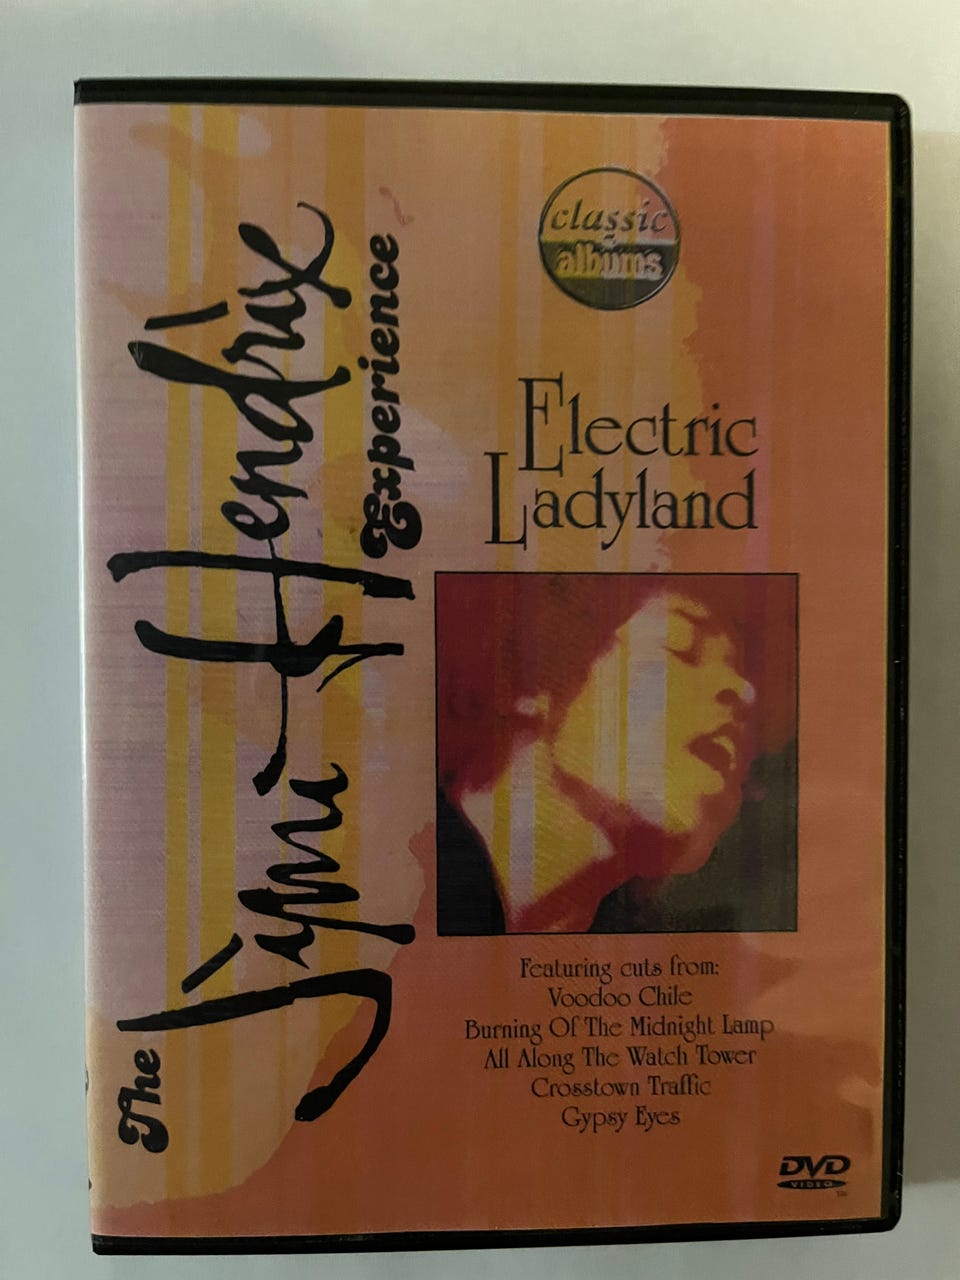 The
Jimi Hendrix
Experience
classic
albums
Electric
Ladyland
Featuring cuts from:
Voodoo Chile
Burning Of The Midnight Lamp
All Along The Watch Tower
Crosstown Traffic
Gypsy Eyes
DVD
VIDEO
TM